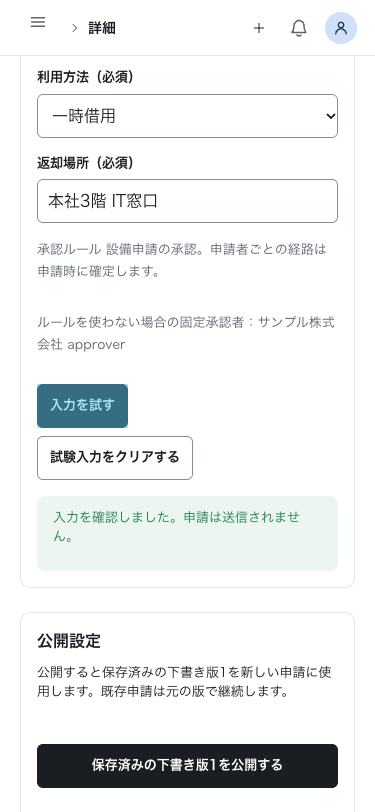 詳細
利用方法（必須）
一時借用
返却場所（必須）
本社3階 IT窓口
承認ルール 設備申請の承認。申請者ごとの経路は
申請時に確定します。
ルールを使わない場合の固定承認者：サンプル株式
会社 approver
入力を試す
試験入力をクリアする
入力を確認しました。申請は送信されませ
ん。
公開設定
公開すると保存済みの下書き版1を新しい申請に使
用します。既存申請は元の版で継続します。
保存済みの下書き版1を公開する